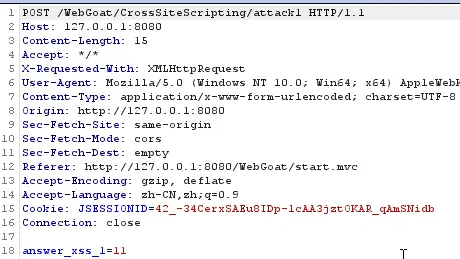 1 POST /WebGoat/CrossSiteScripting/attack1 HTTP/1.1
2 Host: 127.0.0.1:8080
3 Content-Length: 15
4 Accept: */*
5 X-Requested-With: XMLHttpRequest
6 User-Agent: Mozilla/5.0 (Windows NT 10.0; Win64; x64) AppleWebK
7 Content-Type: application/x-www-form-urlencoded; charset=UTF-8
8 Origin: http://127.0.0.1:8080
9 Sec-Fetch-Site: same-origin
10 Sec-Fetch-Mode: cors
11 Sec-Fetch-Dest: empty
12 Referer: http://127.0.0.1:8080/WebGoat/start.mvc
13 Accept-Encoding: gzip, deflate
14 Accept-Language: zh-CN,zh;q=0.9
15 Cookie: JSESSIONID=42_-34CerxSAEu8IDp-1cAA3jzt0KAR_qAmSNidb
16 Connection: close
17
18 answer_xss_1=11